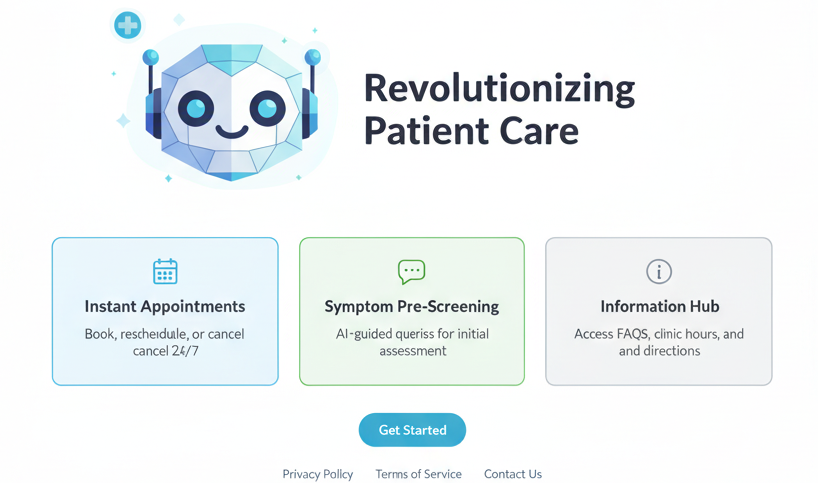 Revolutionizing
Patient Care
Instant Appointments
Book, rescheidule, or cancel
cancel 24/7
Symptom Pre-Screening
AI-guided queriss for initial
assessment
Information Hub
Access FAQS, clinic hours, and
and directions
Get Started
Privacy Policy Terms of Service Contact Us